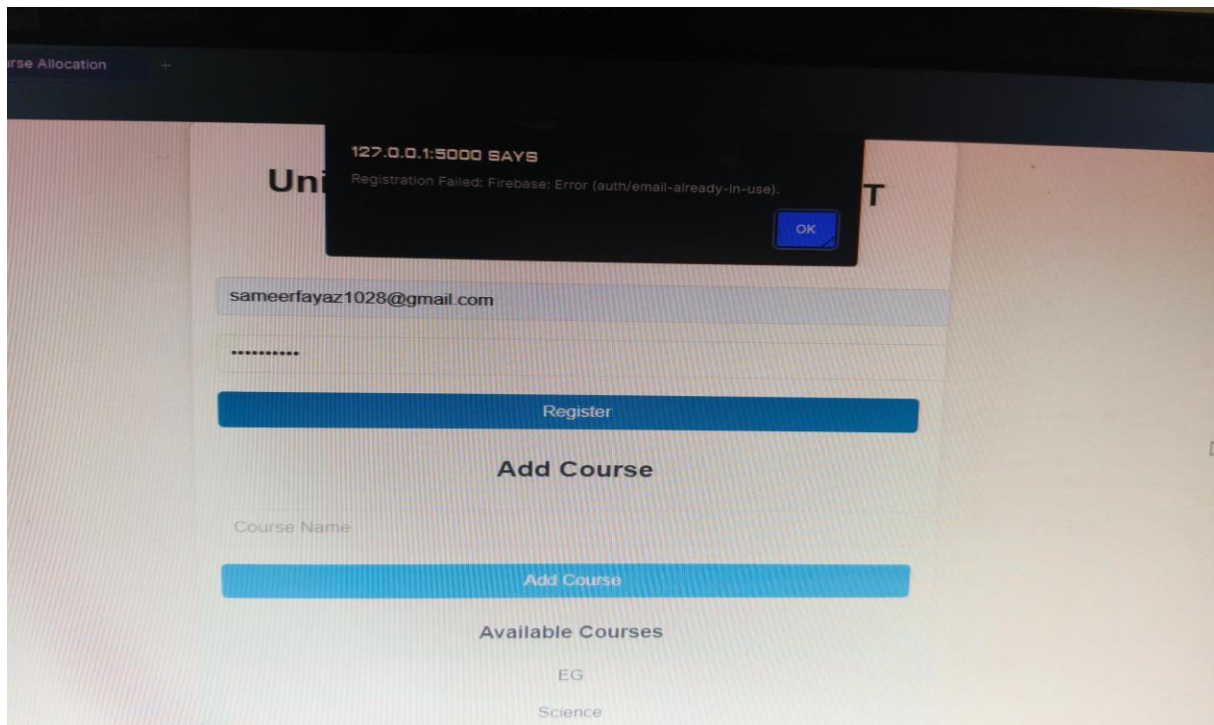 urse Allocation +
127.0.0.1:5000 SAYS
Uni T
Registration Failed: Firebase: Error (auth/email-already-in-use).
OK
sameerfayaz1028@gmail.com
••••••••••
Register
Add Course
Course Name
Add Course
Available Courses
EG
Science